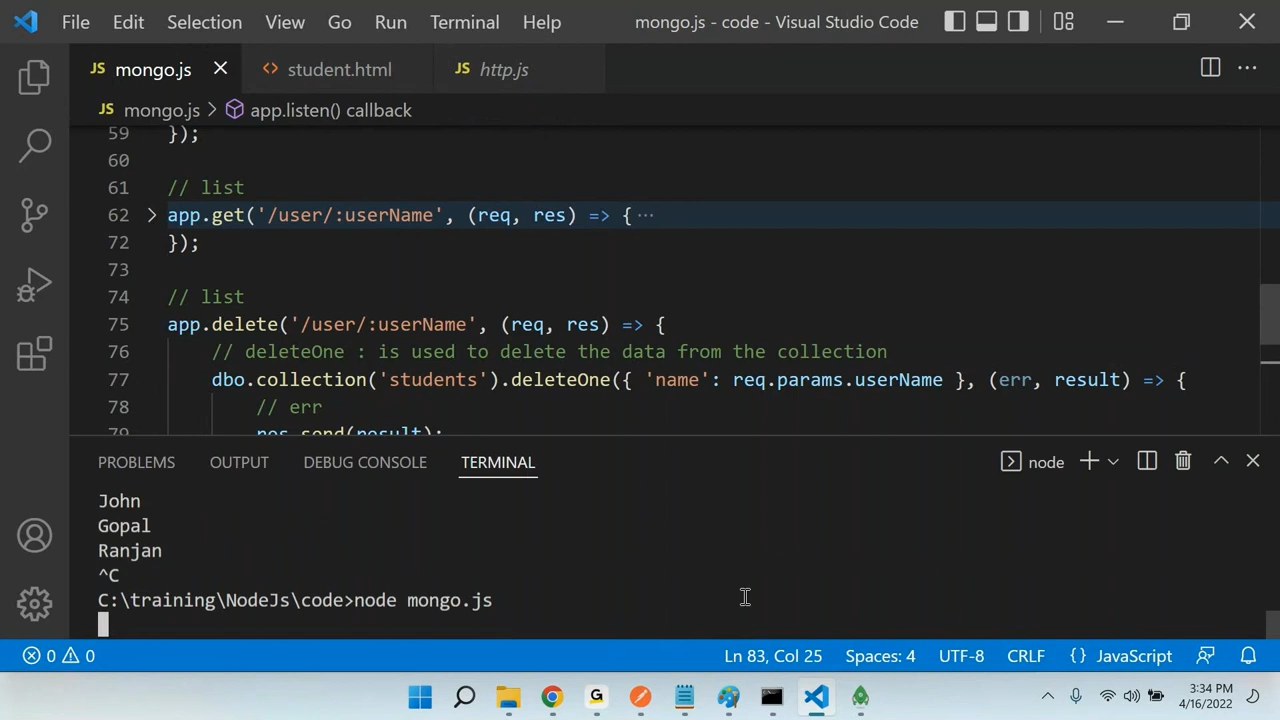 File Edit Selection View Go Run Terminal Help mongo.js - code - Visual Studio Code
JS mongo.js student.html JS http.js
JS mongo.js > app.listen() callback
59 });
60
61 // list
62 app.get('/user/:userName', (req, res) => {···
72 });
73
74 // list
75 app.delete('/user/:userName', (req, res) => {
76 // deleteOne : is used to delete the data from the collection
77 dbo.collection('students').deleteOne({ 'name': req.params.userName }, (err, result) => {
78 // err
79 res.send(result);
PROBLEMS OUTPUT DEBUG CONSOLE TERMINAL node
John
Gopal
Ranjan
^C
C:\training\NodeJs\code>node mongo.js
0 0 Ln 83, Col 25 Spaces: 4 UTF-8 CRLF {} JavaScript
G 3:34 PM
4/16/2022